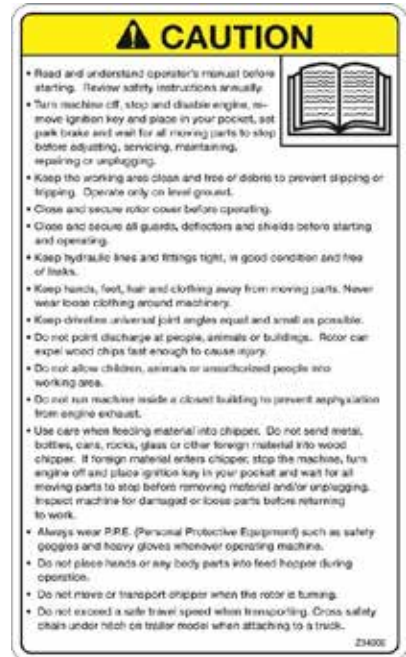 CAUTION
• Read and understand operator's manual before
starting. Review safety instructions annually.
• Turn machine off, stop and disable engine, re-
move ignition key and place in your pocket, set
park brake and wait for all moving parts to stop
before adjusting, servicing, maintaining,
repairing or unplugging.
• Keep the working area clean and free of debris to prevent slipping or
tripping. Operate only on level ground.
• Close and secure rotor cover before operating.
• Close and secure all guards, deflectors and shields before starting
and operating.
• Keep hydraulic lines and fittings tight, in good condition and free
of leaks.
• Keep hands, feet, hair and clothing away from moving parts. Never
wear loose clothing around machinery.
• Keep driveline universal joint angles equal and small as possible.
• Do not point discharge at people, animals or buildings. Rotor can
expel wood chips fast enough to cause injury.
• Do not allow children, animals or unauthorized people into
working area.
• Do not run machine inside a closed building to prevent asphyxiation
from engine exhaust.
• Use care when feeding material into chipper. Do not send metal,
bottles, cans, rocks, glass or other foreign material into wood
chipper. If foreign material enters chipper, stop the machine, turn
engine off and place ignition key in your pocket and wait for all
moving parts to stop before removing material and/or unplugging.
Inspect machine for damaged or loose parts before returning
to work.
• Always wear P.P.E. (Personal Protective Equipment) such as safety
goggles and heavy gloves whenever operating machine.
• Do not place hands or any body parts into feed hopper during
operation.
• Do not move or transport chipper when the rotor is turning.
• Do not exceed a safe travel speed when transporting. Cross safety
chain under hitch on trailer model when attaching to a truck.